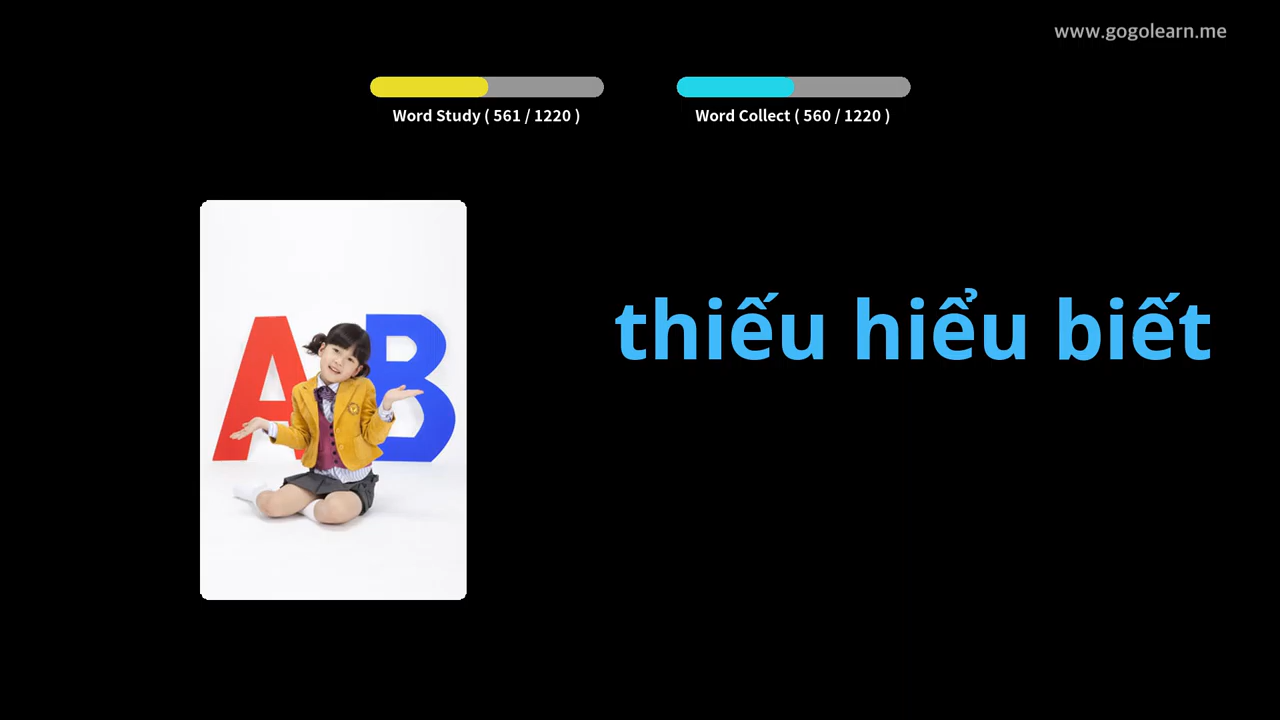 www.gogolearn.me
Word Study ( 561 / 1220 )
Word Collect ( 560 / 1220 )
A B
thiếu hiểu biết